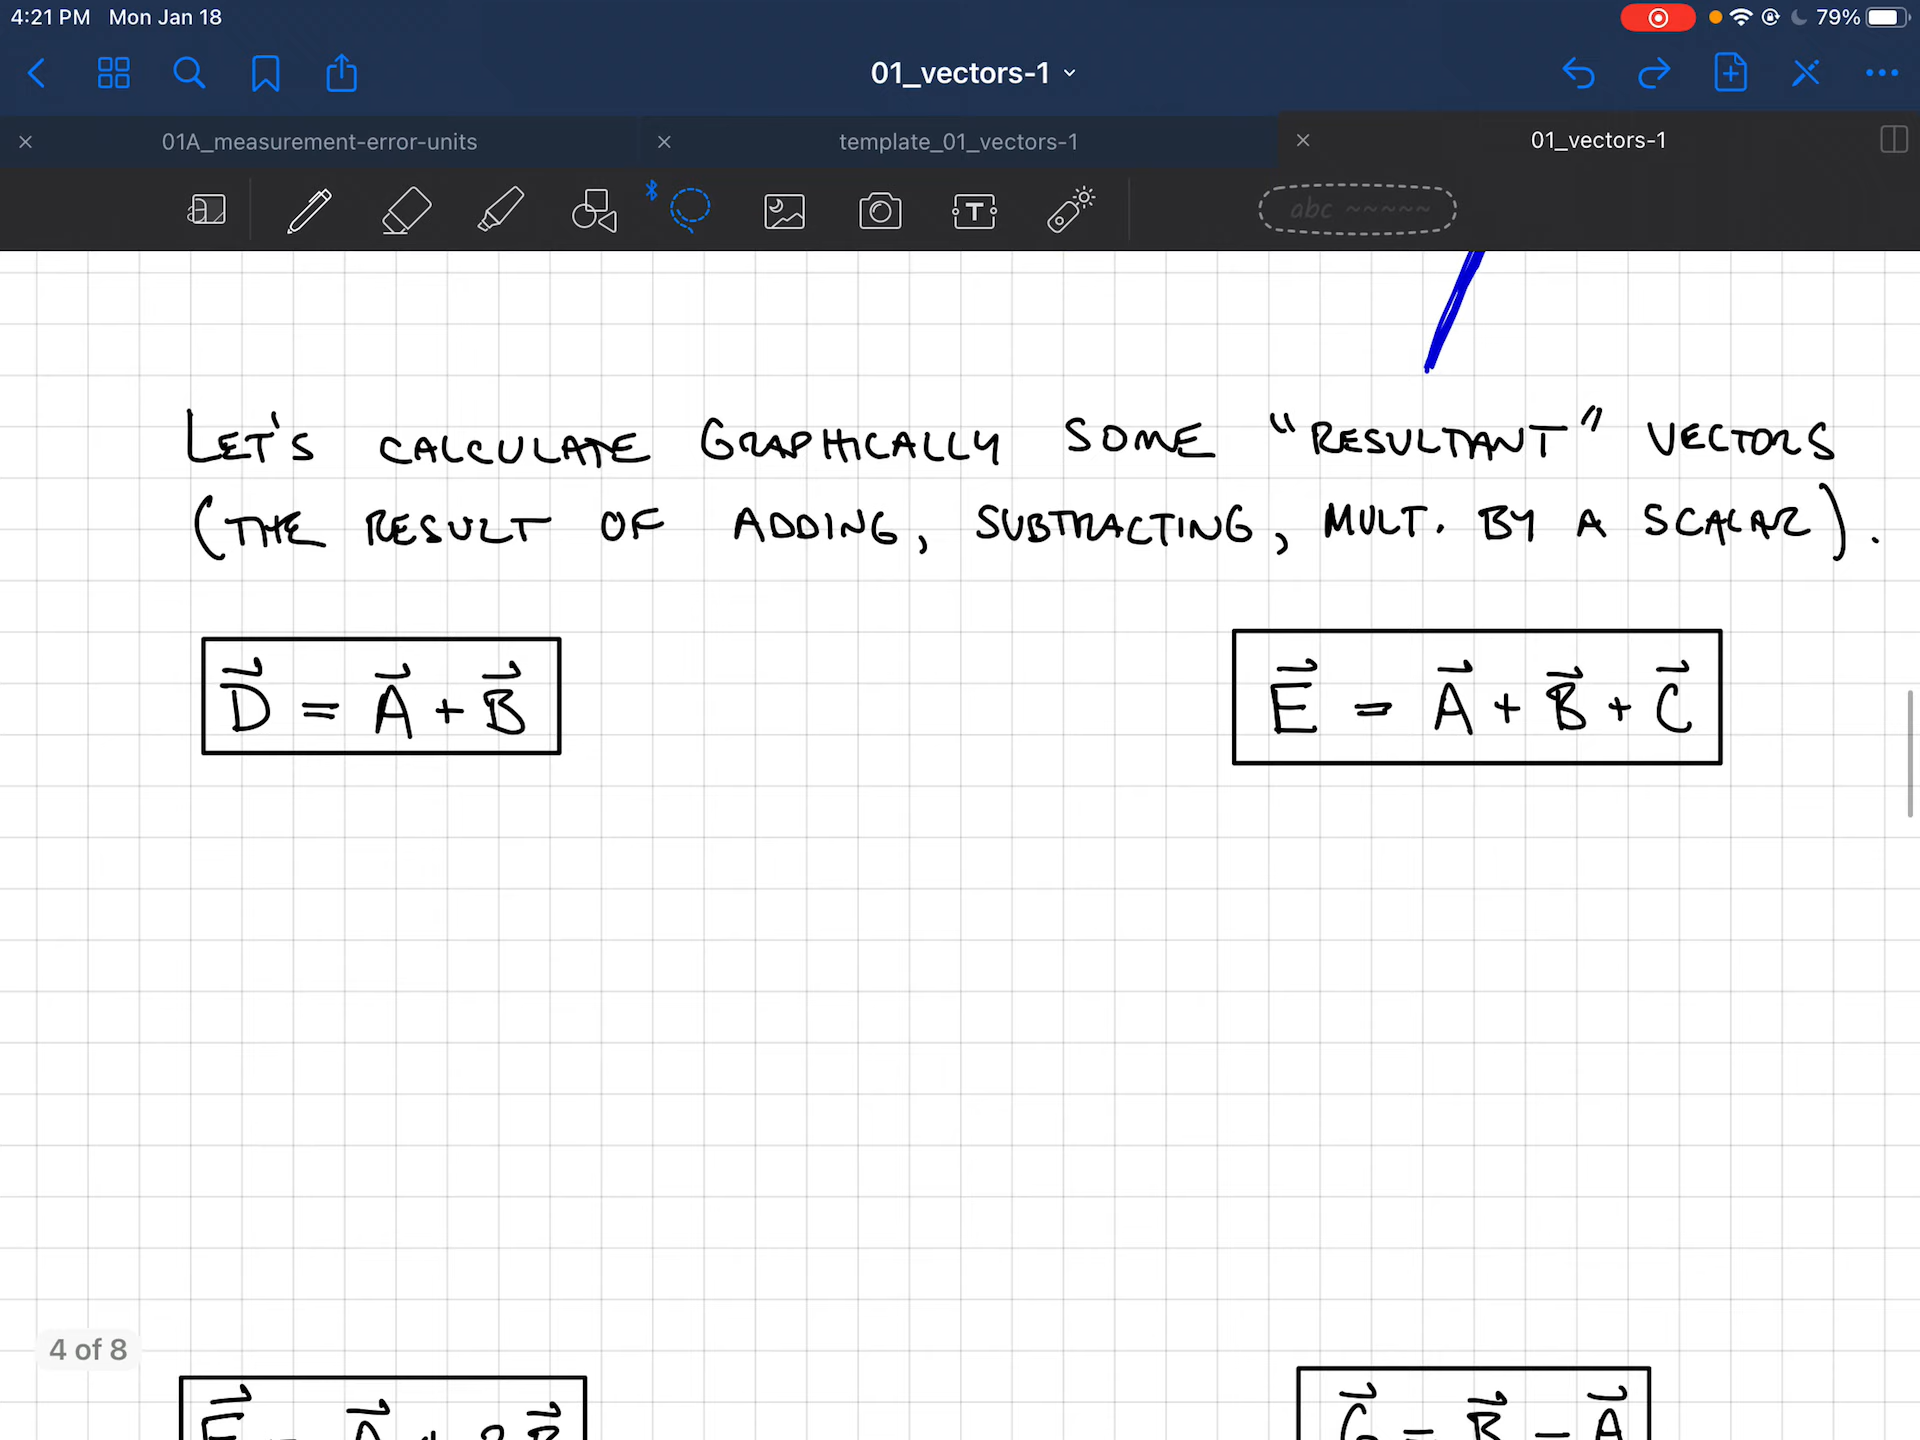 4:21 PM Mon Jan 18
79%
01_vectors-1
01A_measurement-error-units
template_01_vectors-1
01_vectors-1
T
abc ~~~~~
LET'S CALCULATE GRAPHICALLY SOME "RESULTANT" VECTORS
(THE RESULT OF ADDING, SUBTRACTING, MULT. BY A SCALAR).
D⃗ = A⃗ + B⃗
E⃗ = A⃗ + B⃗ + C⃗
4 of 8
G⃗ = B⃗ − A⃗